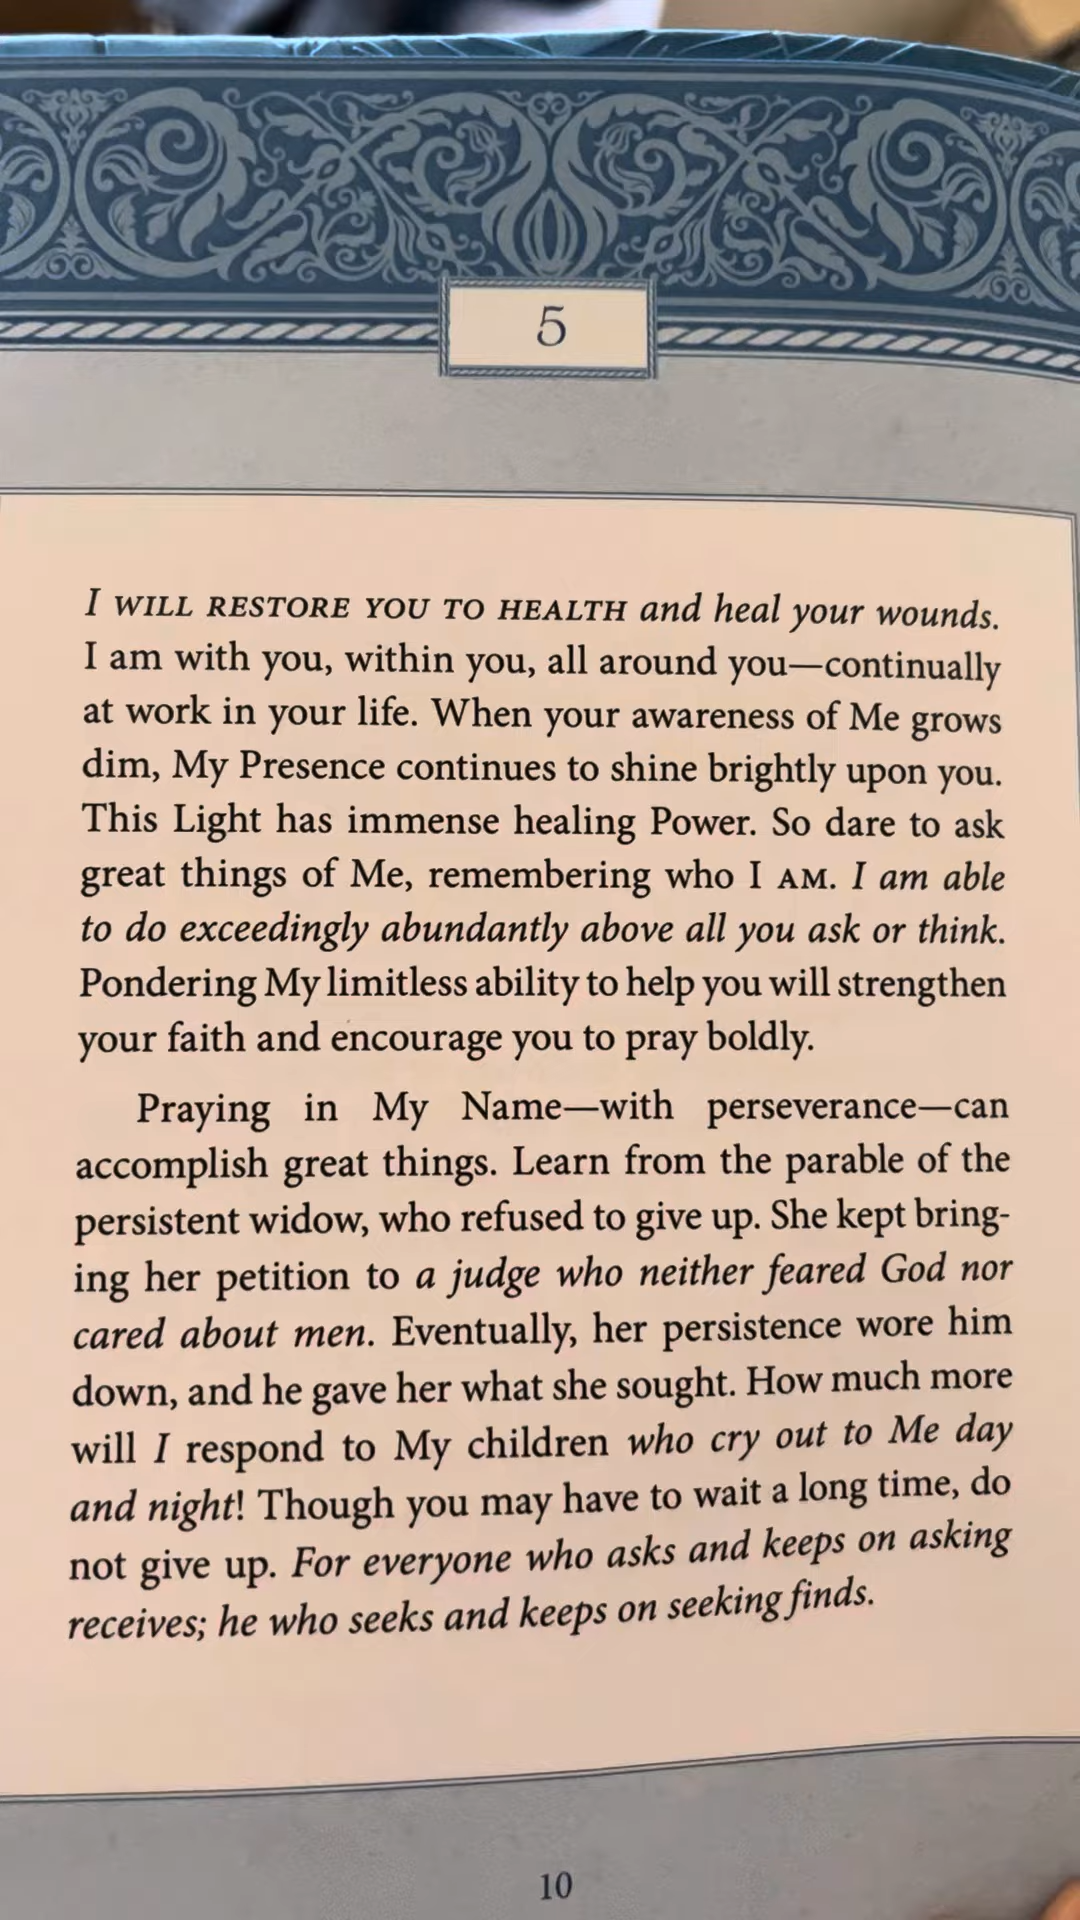 5
I WILL RESTORE YOU TO HEALTH and heal your wounds.
I am with you, within you, all around you—continually
at work in your life. When your awareness of Me grows
dim, My Presence continues to shine brightly upon you.
This Light has immense healing Power. So dare to ask
great things of Me, remembering who I AM. I am able
to do exceedingly abundantly above all you ask or think.
Pondering My limitless ability to help you will strengthen
your faith and encourage you to pray boldly.
Praying in My Name—with perseverance—can
accomplish great things. Learn from the parable of the
persistent widow, who refused to give up. She kept bring-
ing her petition to a judge who neither feared God nor
cared about men. Eventually, her persistence wore him
down, and he gave her what she sought. How much more
will I respond to My children who cry out to Me day
and night! Though you may have to wait a long time, do
not give up. For everyone who asks and keeps on asking
receives; he who seeks and keeps on seeking finds.
10